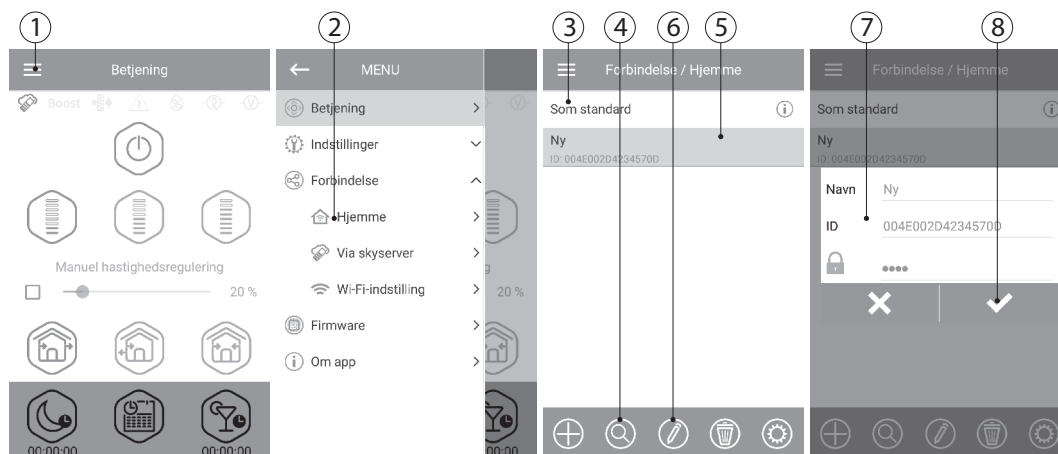 1 2 3 4 6 5 7 8
Betjening
Boost
Manuel hastighedsregulering
20 %
00:00:00 00:00:00
MENU
Betjening
Indstillinger
Forbindelse
Hjemme
Via skyserver
Wi-Fi-indstilling
Firmware
Om app
20 %
00:00
Forbindelse / Hjemme
Som standard
Ny
ID: 004E002D4234570D
Forbindelse / Hjemme
Som standard
Ny
ID: 004E002D4234570D
Navn Ny
ID 004E002D4234570D